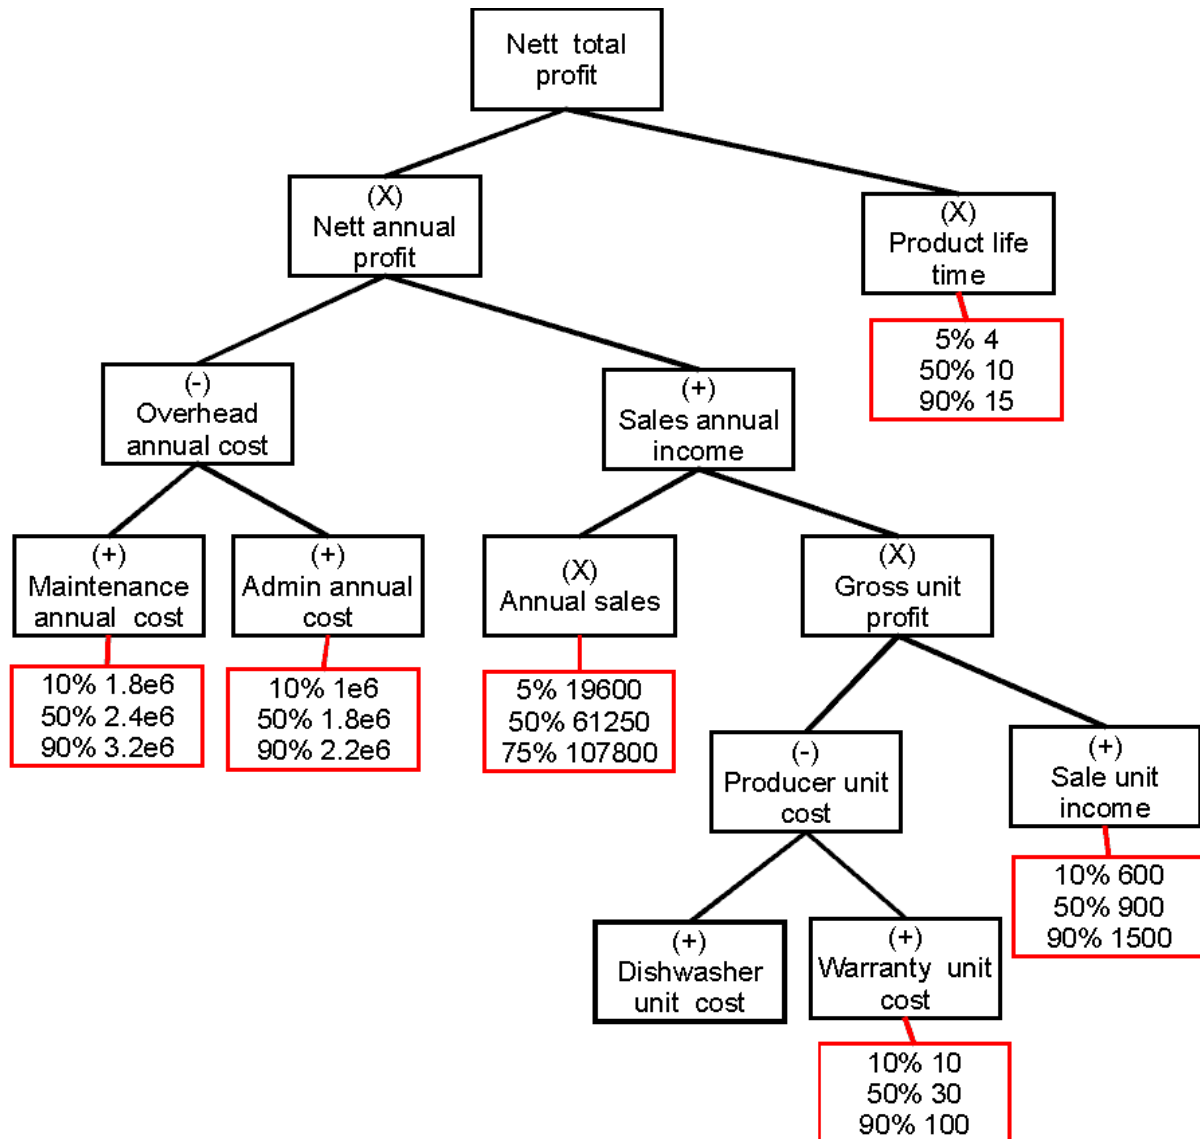 Nett total
profit
(X)
Nett annual
profit
(X)
Product life
time
5% 4
50% 10
90% 15
(-)
Overhead
annual cost
(+)
Sales annual
income
(+)
Maintenance
annual cost
(+)
Admin annual
cost
(X)
Annual sales
(X)
Gross unit
profit
10% 1.8e6
50% 2.4e6
90% 3.2e6
10% 1e6
50% 1.8e6
90% 2.2e6
5% 19600
50% 61250
75% 107800
(-)
Producer unit
cost
(+)
Sale unit
income
10% 600
50% 900
90% 1500
(+)
Dishwasher
unit cost
(+)
Warranty unit
cost
10% 10
50% 30
90% 100